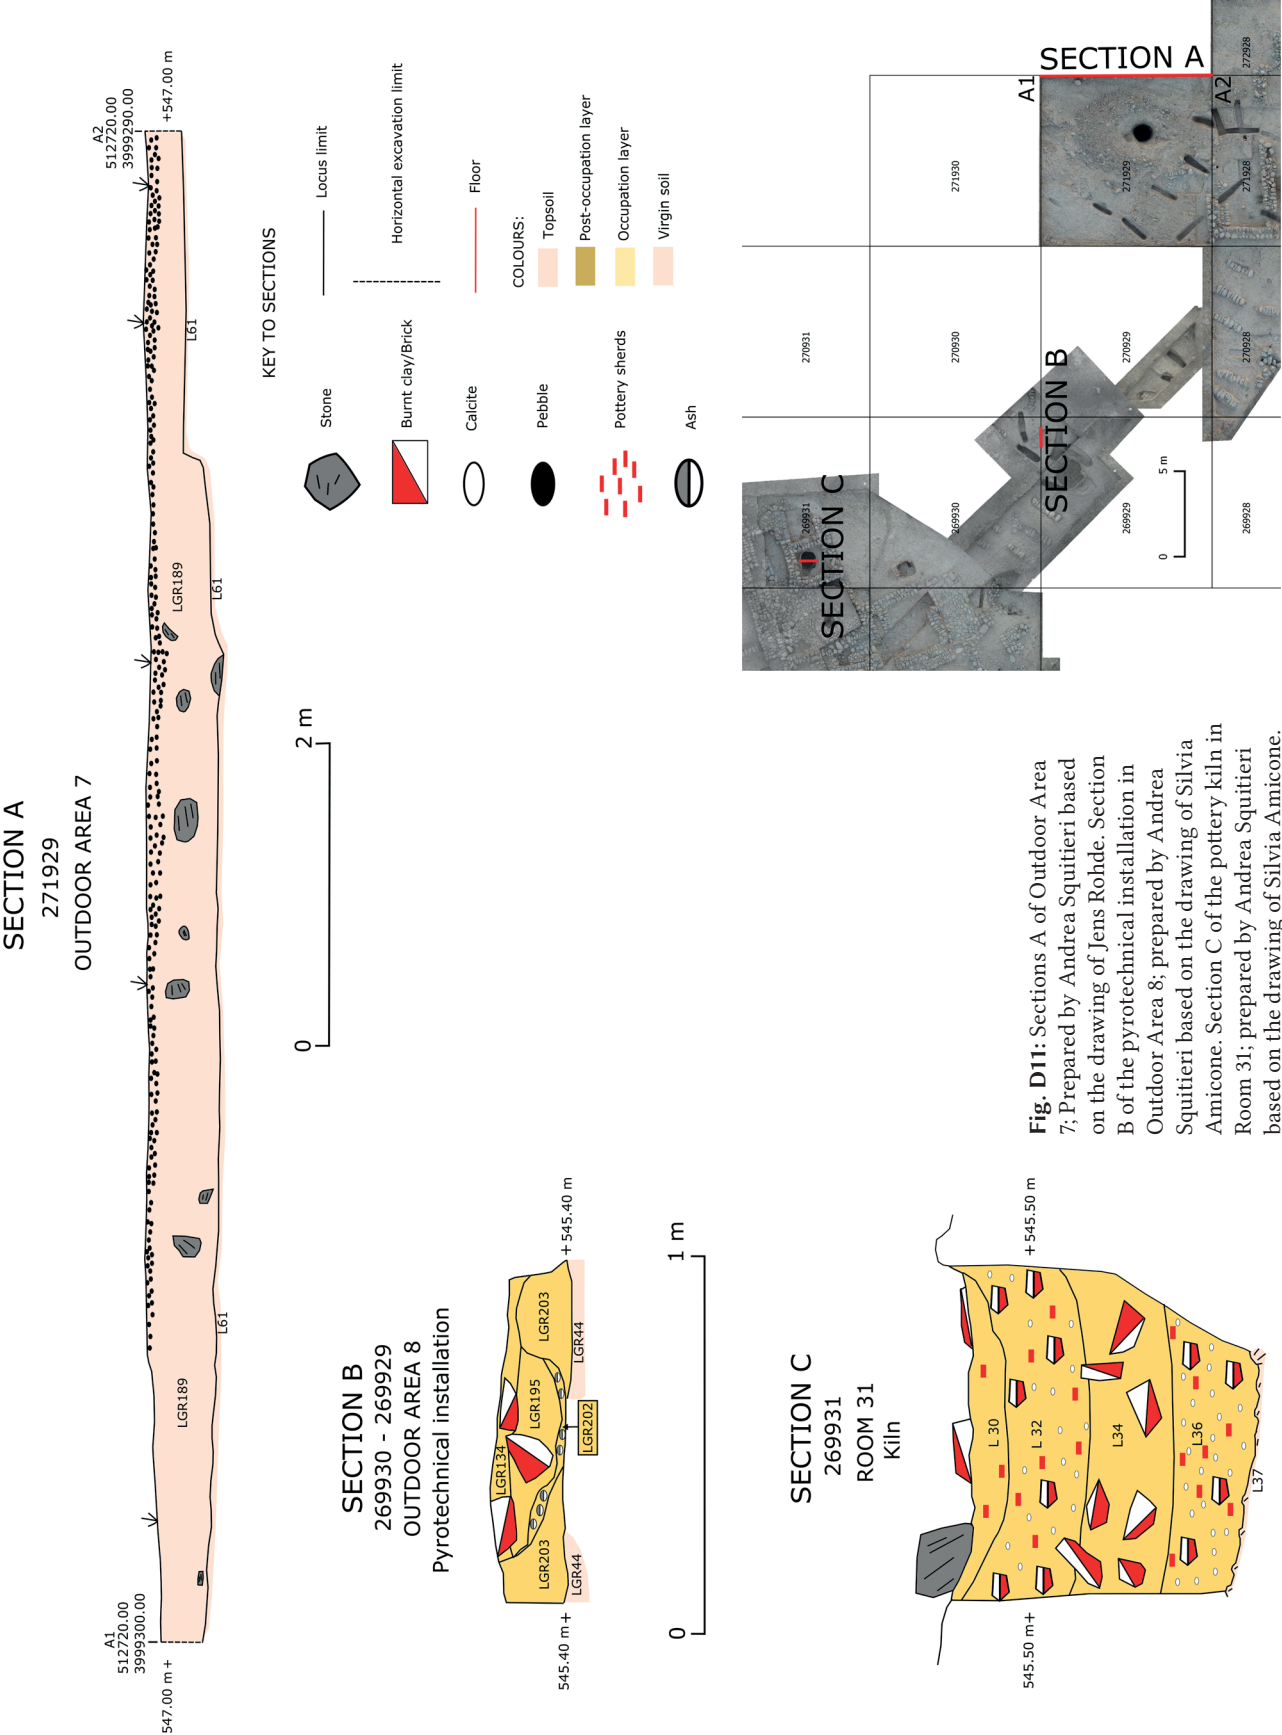 SECTION A
271929
OUTDOOR AREA 7
A1
512720.00
3999300.00
547.00 m +
A2
512720.00
3999290.00
+547.00 m
LGR189
LGR189
L61
L61
L61
0
2 m
KEY TO SECTIONS
Stone
Burnt clay/Brick
Calcite
Pebble
Pottery sherds
Ash
Locus limit
Horizontal excavation limit
Floor
COLOURS:
Topsoil
Post-occupation layer
Occupation layer
Virgin soil
SECTION B
269930 - 269929
OUTDOOR AREA 8
Pyrotechnical installation
545.40 m +
+ 545.40 m
LGR134
LGR195
LGR203
LGR203
LGR44
LGR44
LGR202
0
1 m
SECTION C
269931
ROOM 31
Kiln
545.50 m +
+ 545.50 m
L 30
L 32
L34
L36
L37
SECTION A
A1
A2
SECTION B
SECTION C
270931
271930
270930
269931
269930
271929
270929
269929
272928
271928
270928
269928
0
5 m
Fig. D11: Sections A of Outdoor Area
7; Prepared by Andrea Squitieri based
on the drawing of Jens Rohde. Section
B of the pyrotechnical installation in
Outdoor Area 8; prepared by Andrea
Squitieri based on the drawing of Silvia
Amicone. Section C of the pottery kiln in
Room 31; prepared by Andrea Squitieri
based on the drawing of Silvia Amicone.